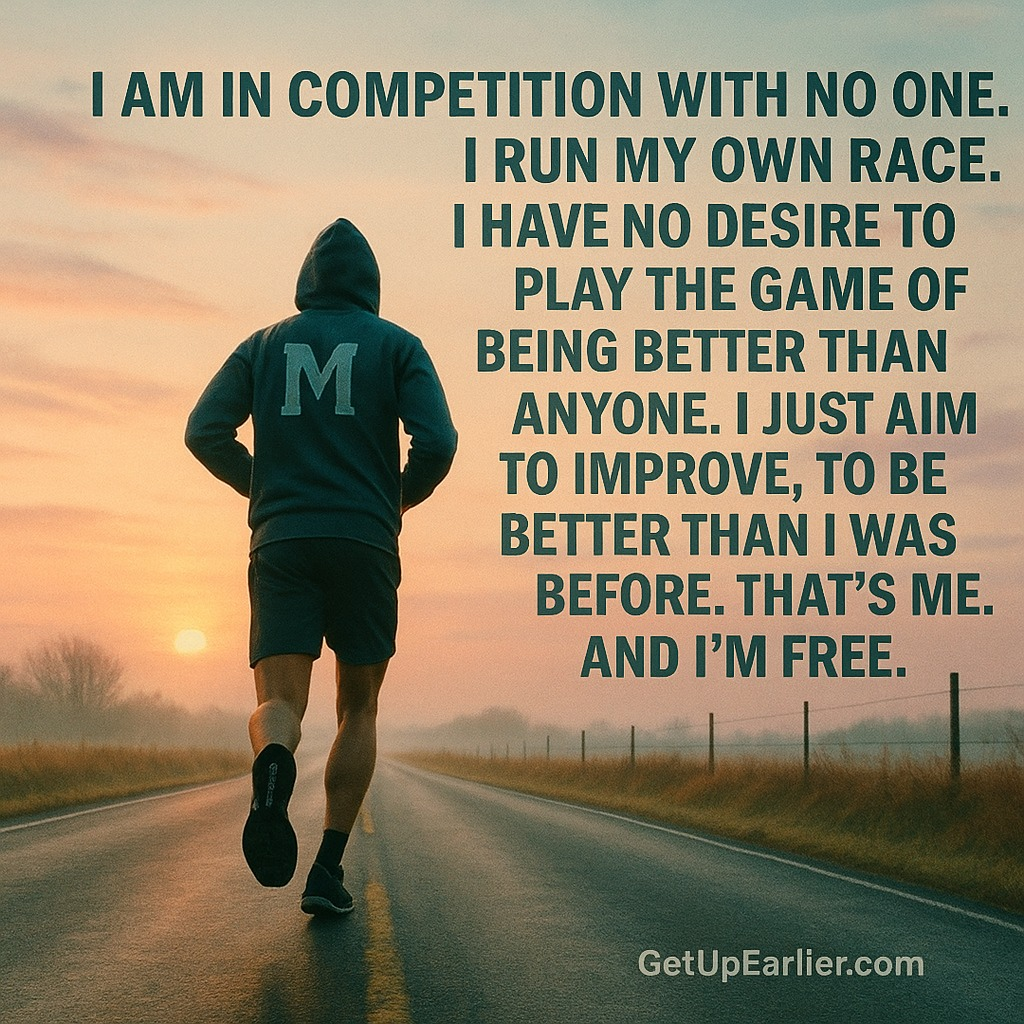 I AM IN COMPETITION WITH NO ONE.
I RUN MY OWN RACE.
I HAVE NO DESIRE TO
PLAY THE GAME OF
BEING BETTER THAN
ANYONE. I JUST AIM
TO IMPROVE, TO BE
BETTER THAN I WAS
BEFORE. THAT’S ME.
AND I’M FREE.
M
GetUpEarlier.com